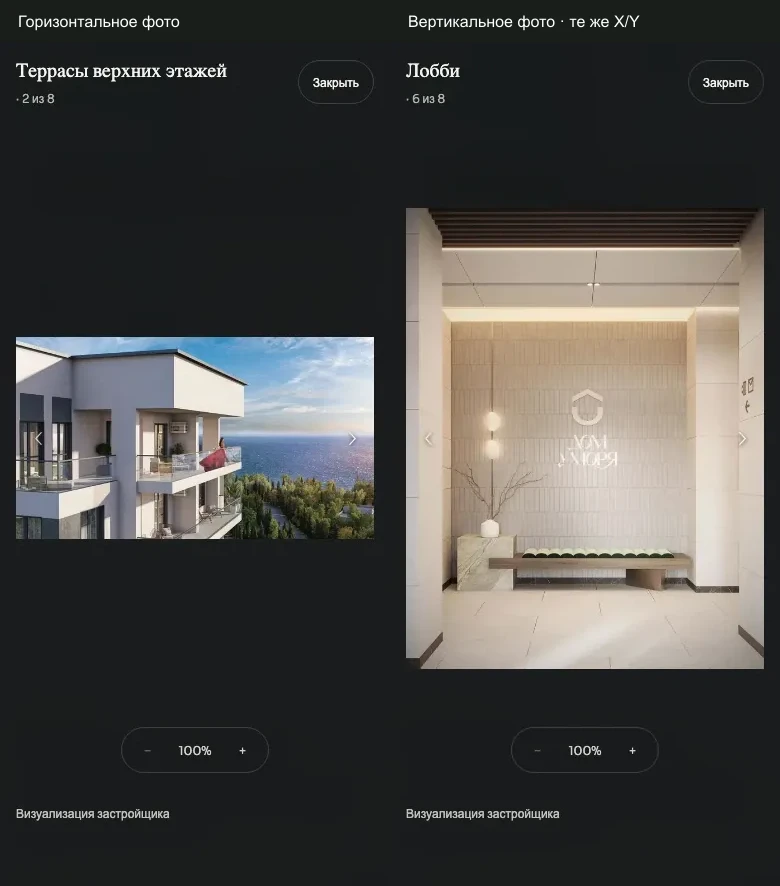 Горизонтальное фото
Террасы верхних этажей
· 2 из 8
Закрыть
− 100% +
Визуализация застройщика
Вертикальное фото · те же X/Y
Лобби
· 6 из 8
Закрыть
ДОМ
У МОРЯ
− 100% +
Визуализация застройщика